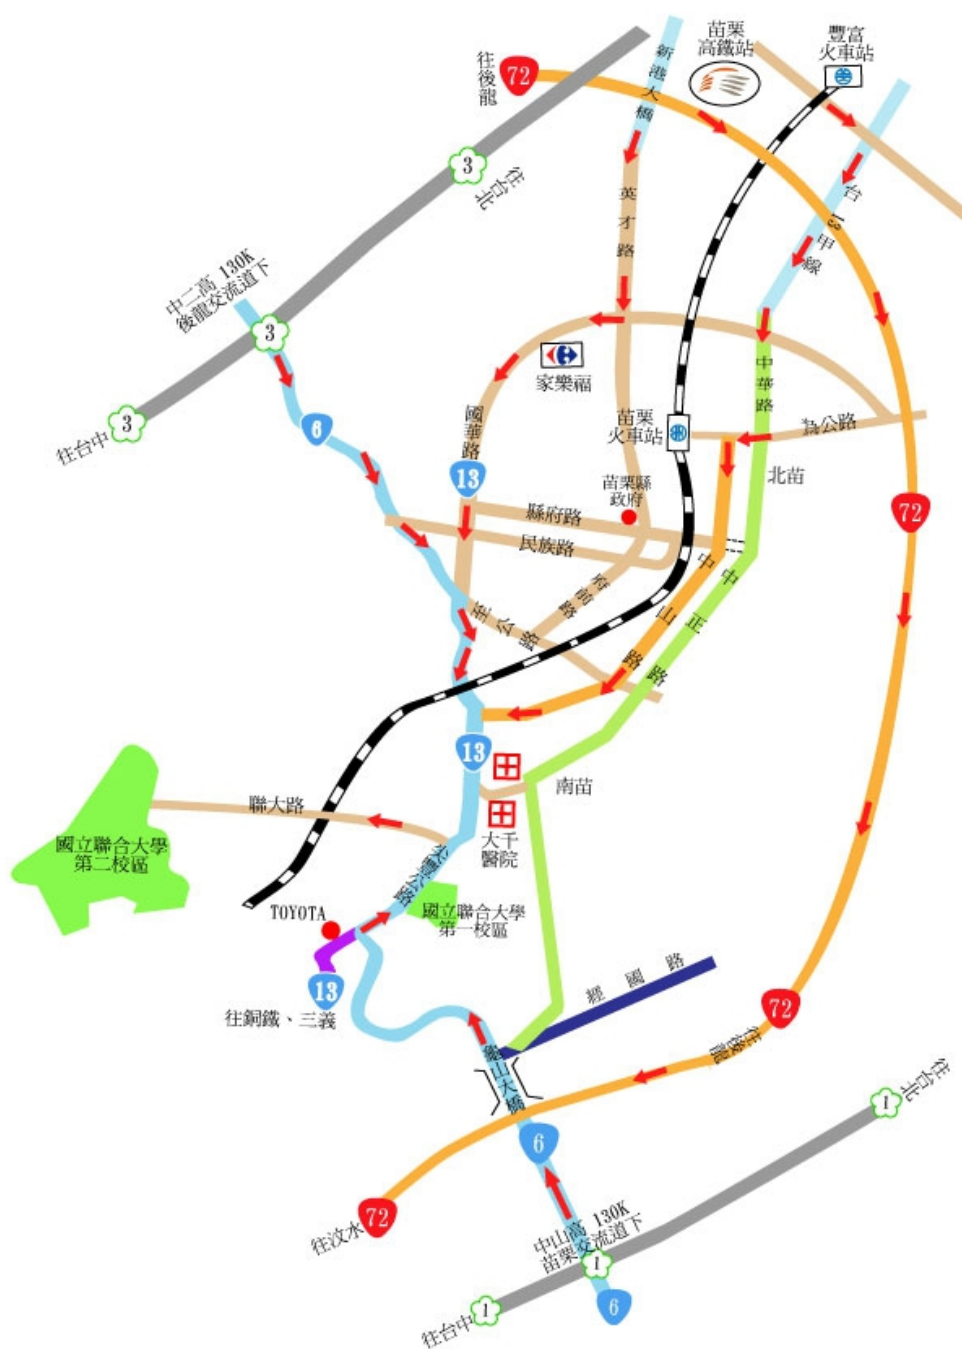 苗栗
高鐵站
豐富
火車站
新港大橋
往後龍
72
3
往台北
英才路
台13甲線
中二高 130K
後龍交流道下
3
家樂福
中華路
3
往台中
6
國華路
苗栗
火車站
為公路
13
苗栗縣
政府
北苗
縣府路
72
民族路
府前路
中山路
中正路
至公路
13
南苗
聯大路
大千
醫院
國立聯合大學
第二校區
尖豐公路
TOYOTA
國立聯合大學
第一校區
13
往銅鑼、三義
經國路
72
往後龍
龜山大橋
1
往台北
6
72
往汶水
中山高 130K
苗栗交流道下
1
6
1
往台中